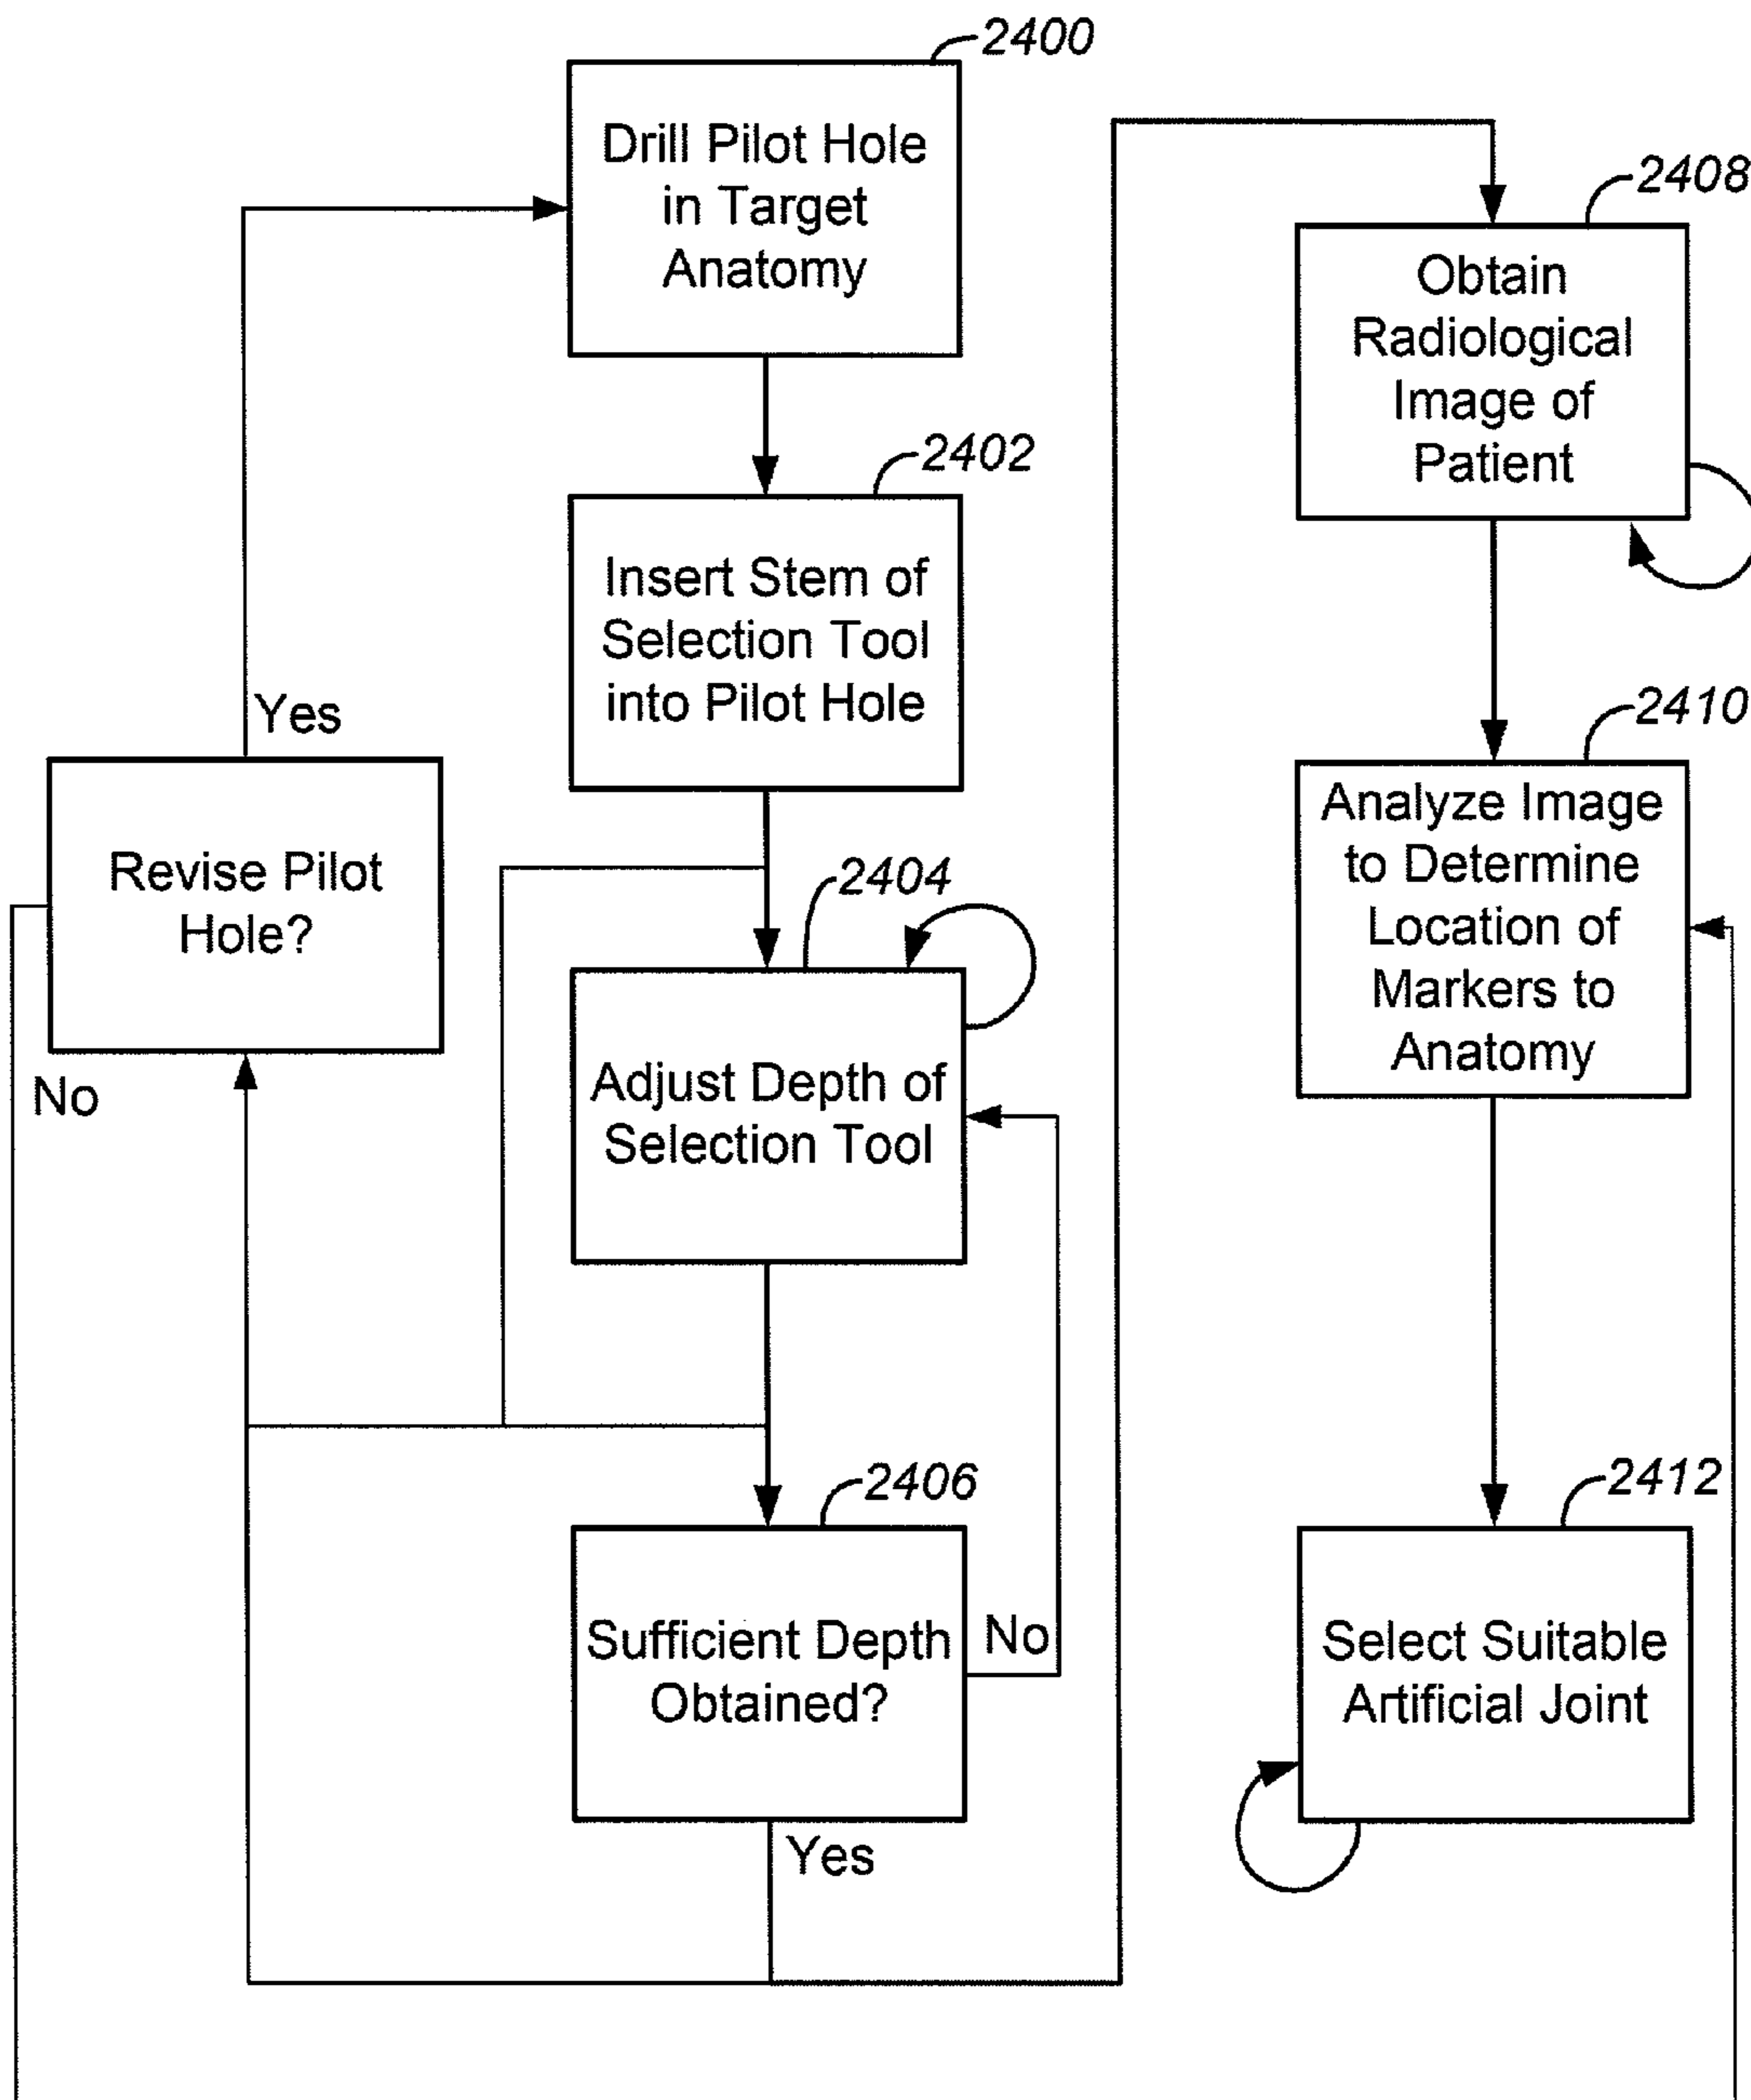 2400
Drill Pilot Hole
in Target
Anatomy
2402
Insert Stem of
Selection Tool
into Pilot Hole
Yes
Revise Pilot
Hole?
No
2404
Adjust Depth of
Selection Tool
2406
Sufficient Depth
Obtained?
No
Yes
2408
Obtain
Radiological
Image of
Patient
2410
Analyze Image
to Determine
Location of
Markers to
Anatomy
2412
Select Suitable
Artificial Joint